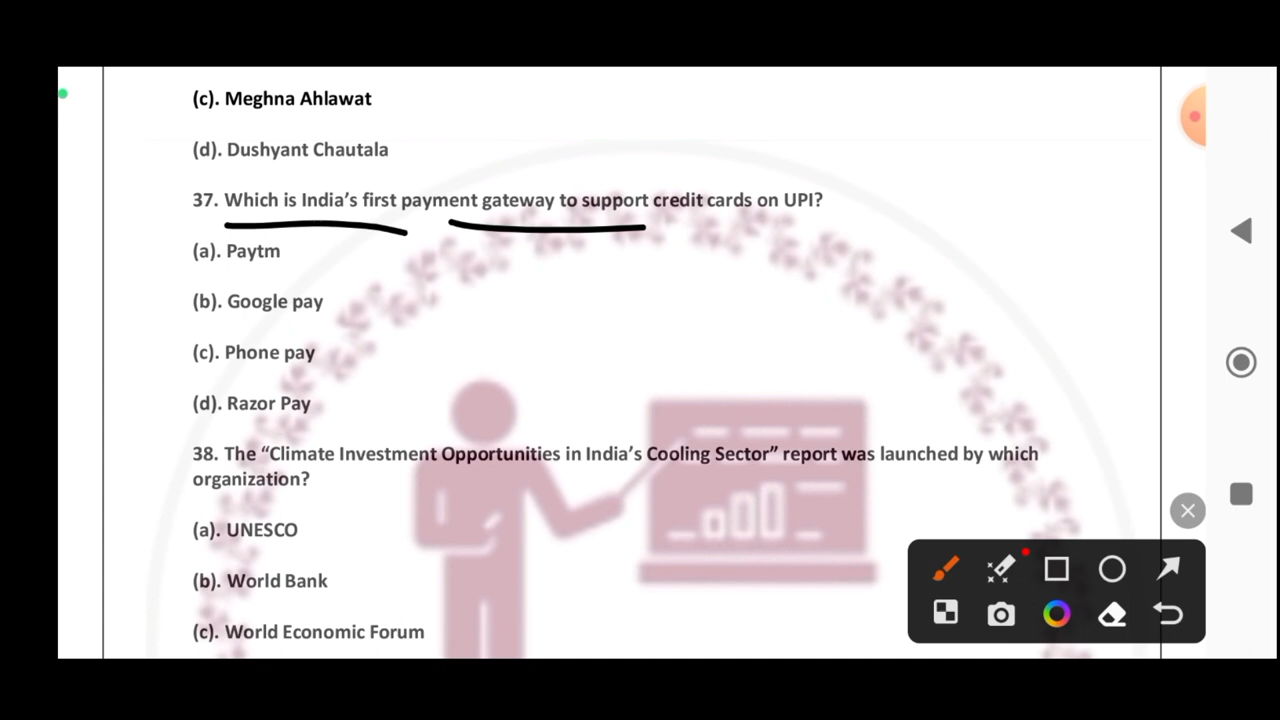 (c). Meghna Ahlawat
(d). Dushyant Chautala
37. Which is India’s first payment gateway to support credit cards on UPI?
(a). Paytm
(b). Google pay
(c). Phone pay
(d). Razor Pay
38. The “Climate Investment Opportunities in India’s Cooling Sector” report was launched by which
organization?
(a). UNESCO
(b). World Bank
(c). World Economic Forum